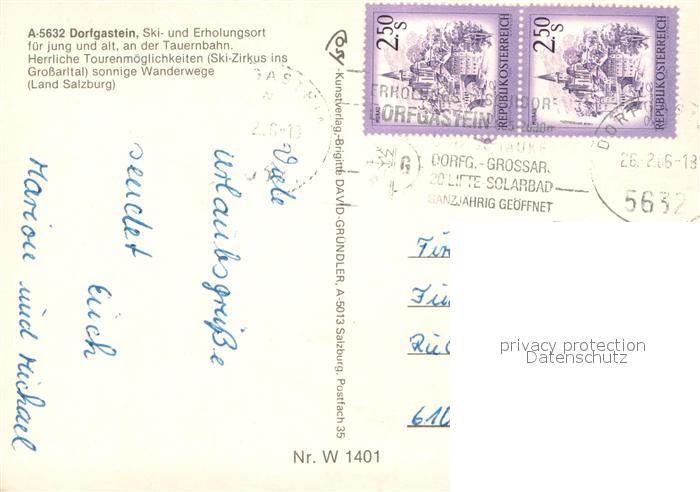 A-5632 Dorfgastein, Ski- und Erholungsort
für jung und alt, an der Tauernbahn.
Herrliche Tourenmöglichkeiten (Ski-Zirkus ins
Großarltal) sonnige Wanderwege
(Land Salzburg)
Viele
Urlaubsgrüße
sendet
Euch
Marion und Michael
Cosy
-Kunstverlag-Brigitte DAVID-GRÜNDLER, A-5013 Salzburg, Postfach 35
Nr. W 1401
2.50 S
REPUBLIK ÖSTERREICH
2.50 S
REPUBLIK ÖSTERREICH
DORFGASTEIN
DORFG.-GROSSAR.
20 LIFTE-SOLARBAD
GANZJÄHRIG GEÖFFNET
26.-2.86-18
5632
privacy protection
Datenschutz